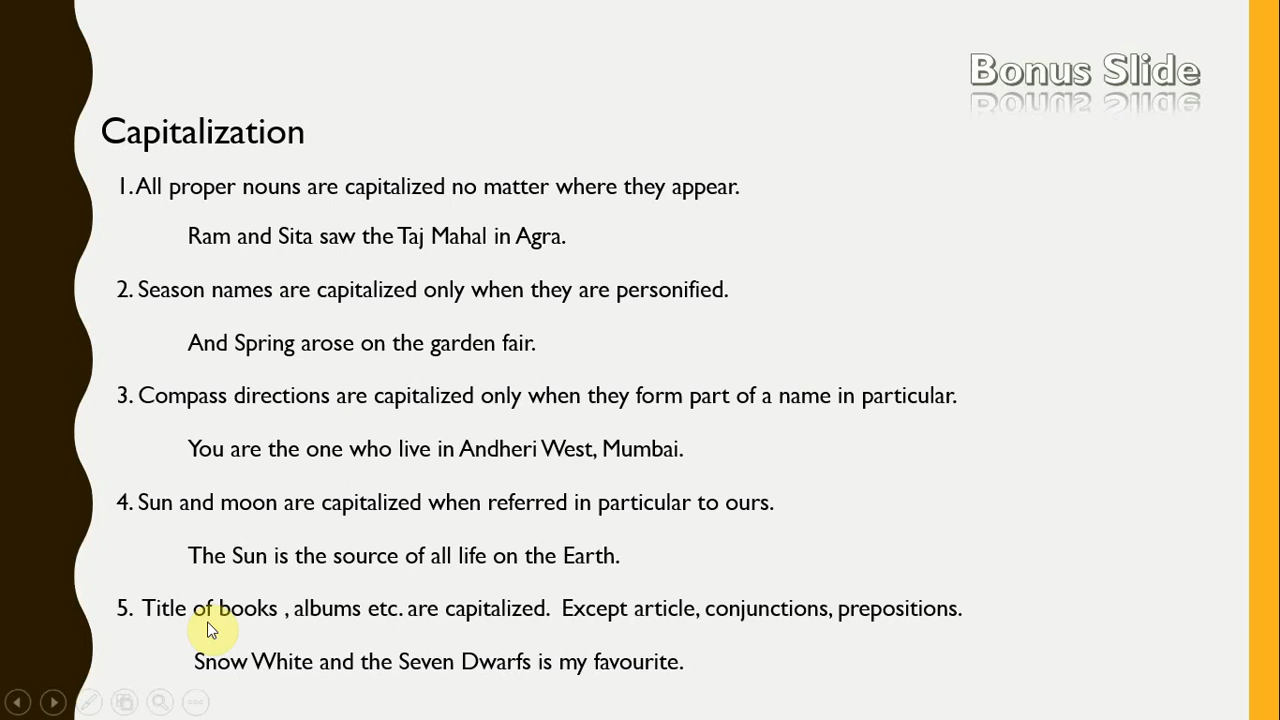 Bonus Slide
Capitalization
1. All proper nouns are capitalized no matter where they appear.
Ram and Sita saw the Taj Mahal in Agra.
2. Season names are capitalized only when they are personified.
And Spring arose on the garden fair.
3. Compass directions are capitalized only when they form part of a name in particular.
You are the one who live in Andheri West, Mumbai.
4. Sun and moon are capitalized when referred in particular to ours.
The Sun is the source of all life on the Earth.
5. Title of books , albums etc. are capitalized. Except article, conjunctions, prepositions.
Snow White and the Seven Dwarfs is my favourite.